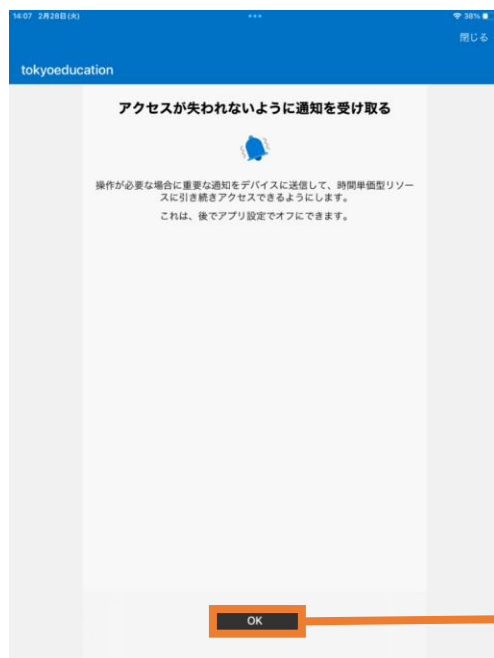 14:07 2月28日(火)
38%
閉じる
tokyoeducation
アクセスが失われないように通知を受け取る
操作が必要な場合に重要な通知をデバイスに送信して、時間単価型リソー
スに引き続きアクセスできるようにします。
これは、後でアプリ設定でオフにできます。
OK